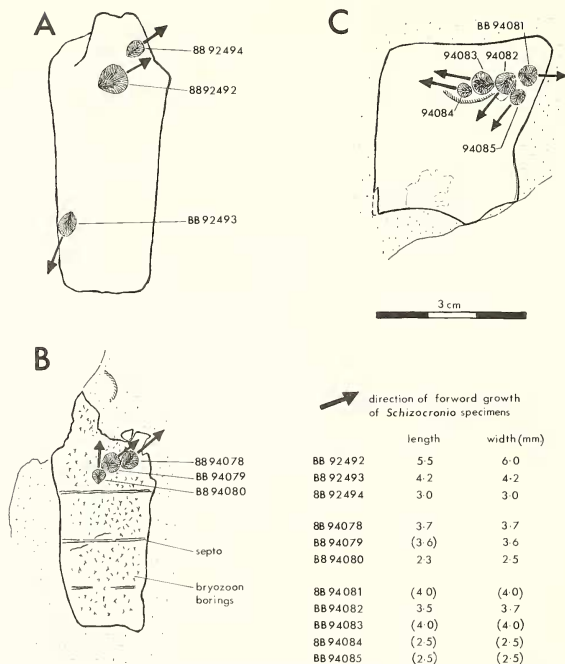 A
BB 92494
BB 92492
BB 92493
C
BB 94081
94083 94082
94084
94085
3 cm
B
BB 94078
BB 94079
BB 94080
septa
bryozoan
borings
direction of forward growth
of Schizocrania specimens
length width (mm)
BB 92492 5·5 6·0
BB 92493 4·2 4·2
BB 92494 3·0 3·0
BB 94078 3·7 3·7
BB 94079 (3·6) 3·6
BB 94080 2·3 2·5
BB 94081 (4·0) (4·0)
BB 94082 3·5 3·7
BB 94083 (4·0) (4·0)
BB 94084 (2·5) (2·5)
BB 94085 (2·5) (2·5)